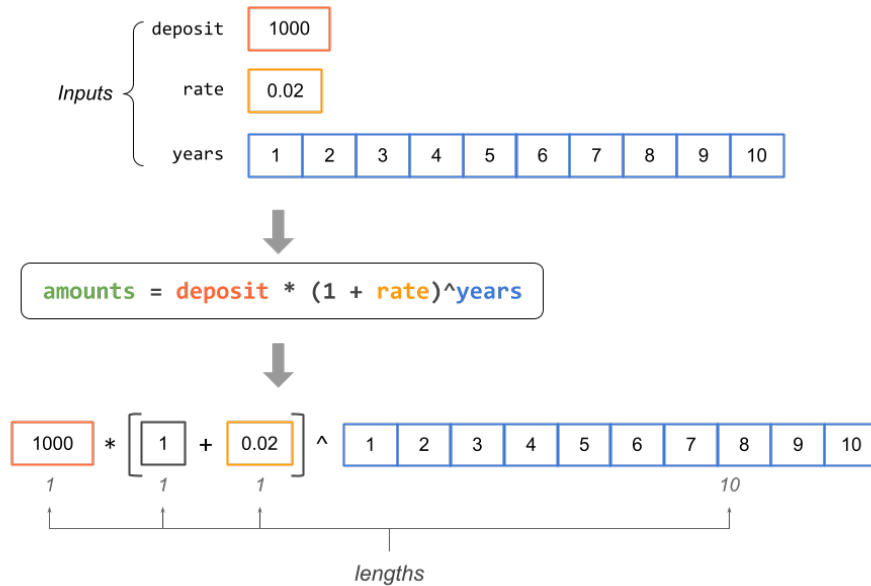 deposit 1000
Inputs rate 0.02
years 1 2 3 4 5 6 7 8 9 10
amounts = deposit * (1 + rate)^years
1000 * [ 1 + 0.02 ] ^ 1 2 3 4 5 6 7 8 9 10
1 1 1 10
lengths